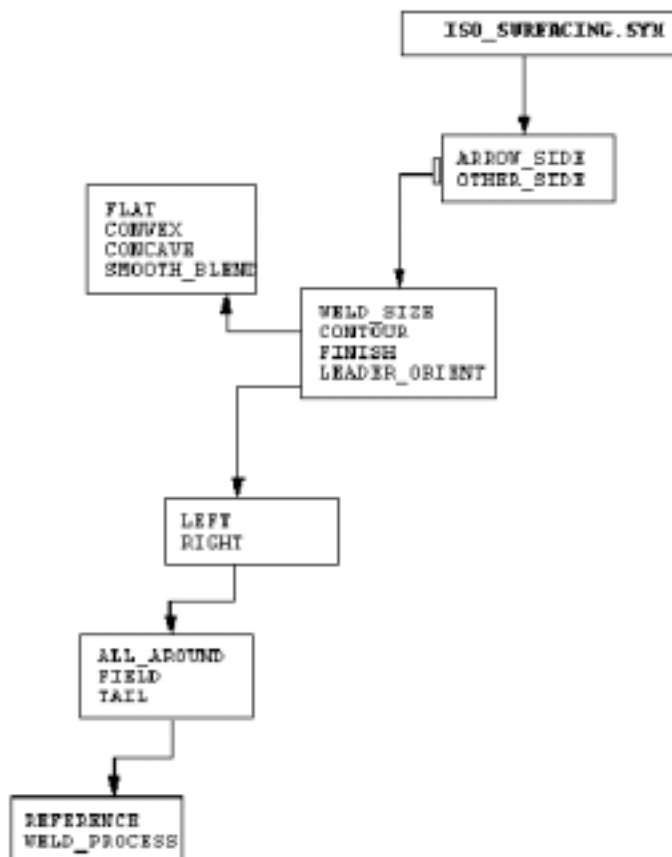 ISO_SURFACING.SYM
ARROW_SIDE
OTHER_SIDE
FLAT
CONVEX
CONCAVE
SMOOTH_BLEND
WELD_SIZE
CONTOUR
FINISH
LEADER_ORIENT
LEFT
RIGHT
ALL_AROUND
FIELD
TAIL
REFERENCE
WELD_PROCESS